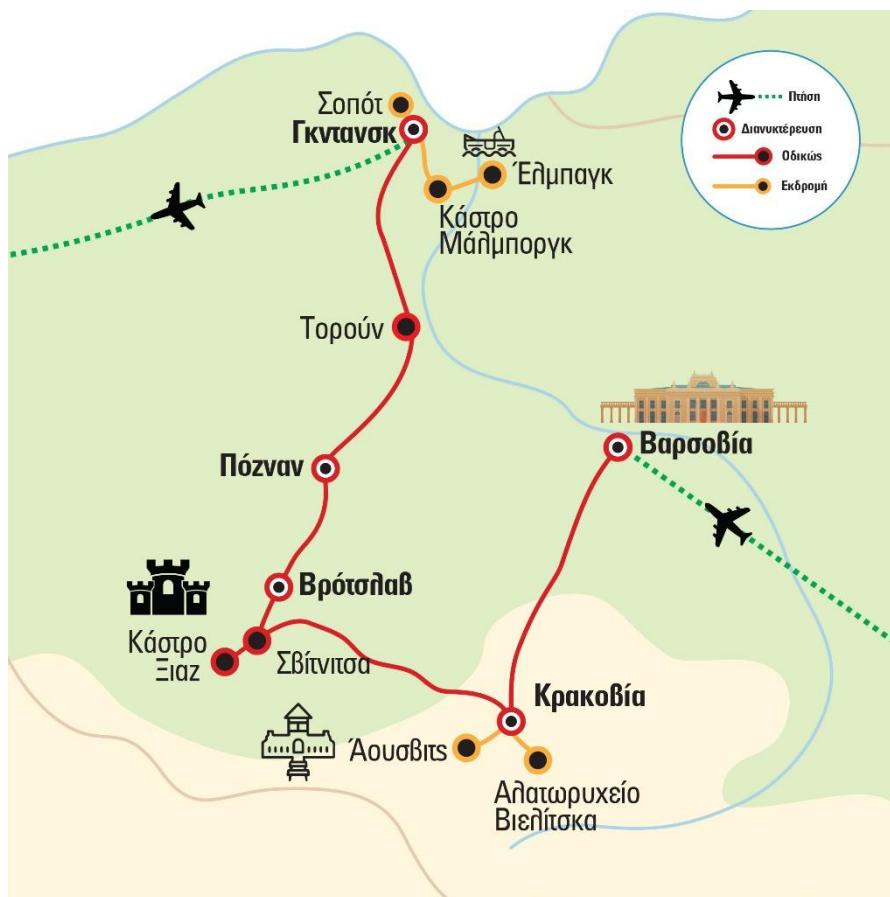 Πτήση
Διανυκτέρευση
Οδικώς
Εκδρομή
Σοπότ
Γκντανσκ
Έλμπαγκ
Κάστρο
Μάλμποργκ
Τορούν
Βαρσοβία
Πόζναν
Βρότσλαβ
Κάστρο
Ξιαζ
Σβίτνιτσα
Κρακοβία
Άουσβιτς
Αλατωρυχείο
Βιελίτσκα